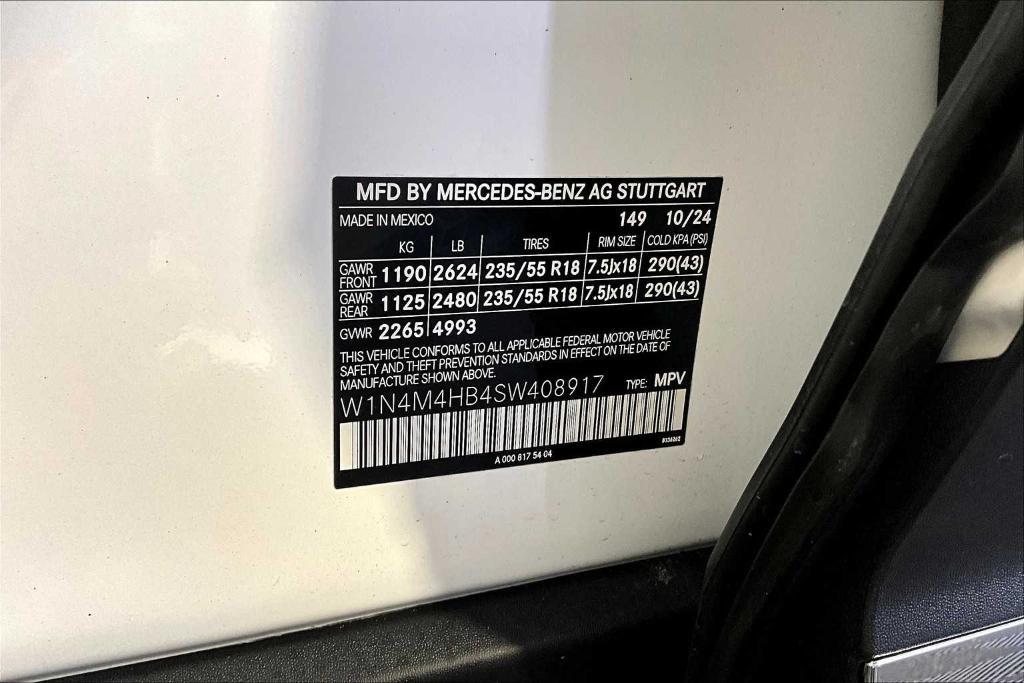 MFD BY MERCEDES-BENZ AG STUTTGART
MADE IN MEXICO 149 10/24
KG LB TIRES RIM SIZE COLD KPA (PSI)
GAWR FRONT 1190 2624 235/55 R18 7.5Jx18 290(43)
GAWR REAR 1125 2480 235/55 R18 7.5Jx18 290(43)
GVWR 2265 4993
THIS VEHICLE CONFORMS TO ALL APPLICABLE FEDERAL MOTOR VEHICLE
SAFETY AND THEFT PREVENTION STANDARDS IN EFFECT ON THE DATE OF
MANUFACTURE SHOWN ABOVE.
W1N4M4HB4SW408917 TYPE: MPV
A 000 817 54 04